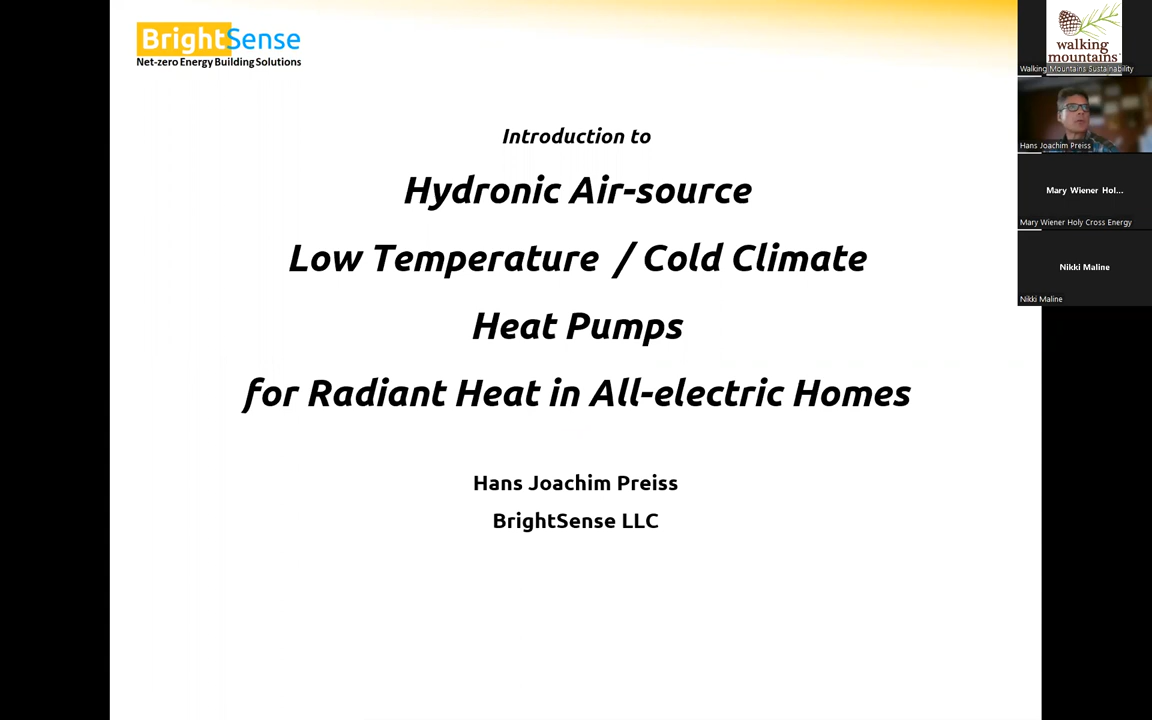 BrightSense
Net-zero Energy Building Solutions
Introduction to
Hydronic Air-source
Low Temperature / Cold Climate
Heat Pumps
for Radiant Heat in All-electric Homes
Hans Joachim Preiss
BrightSense LLC
walking
mountains
Walking Mountains Sustainability
Hans Joachim Preiss
Mary Wiener Hol...
Mary Wiener Holy Cross Energy
Nikki Maline
Nikki Maline